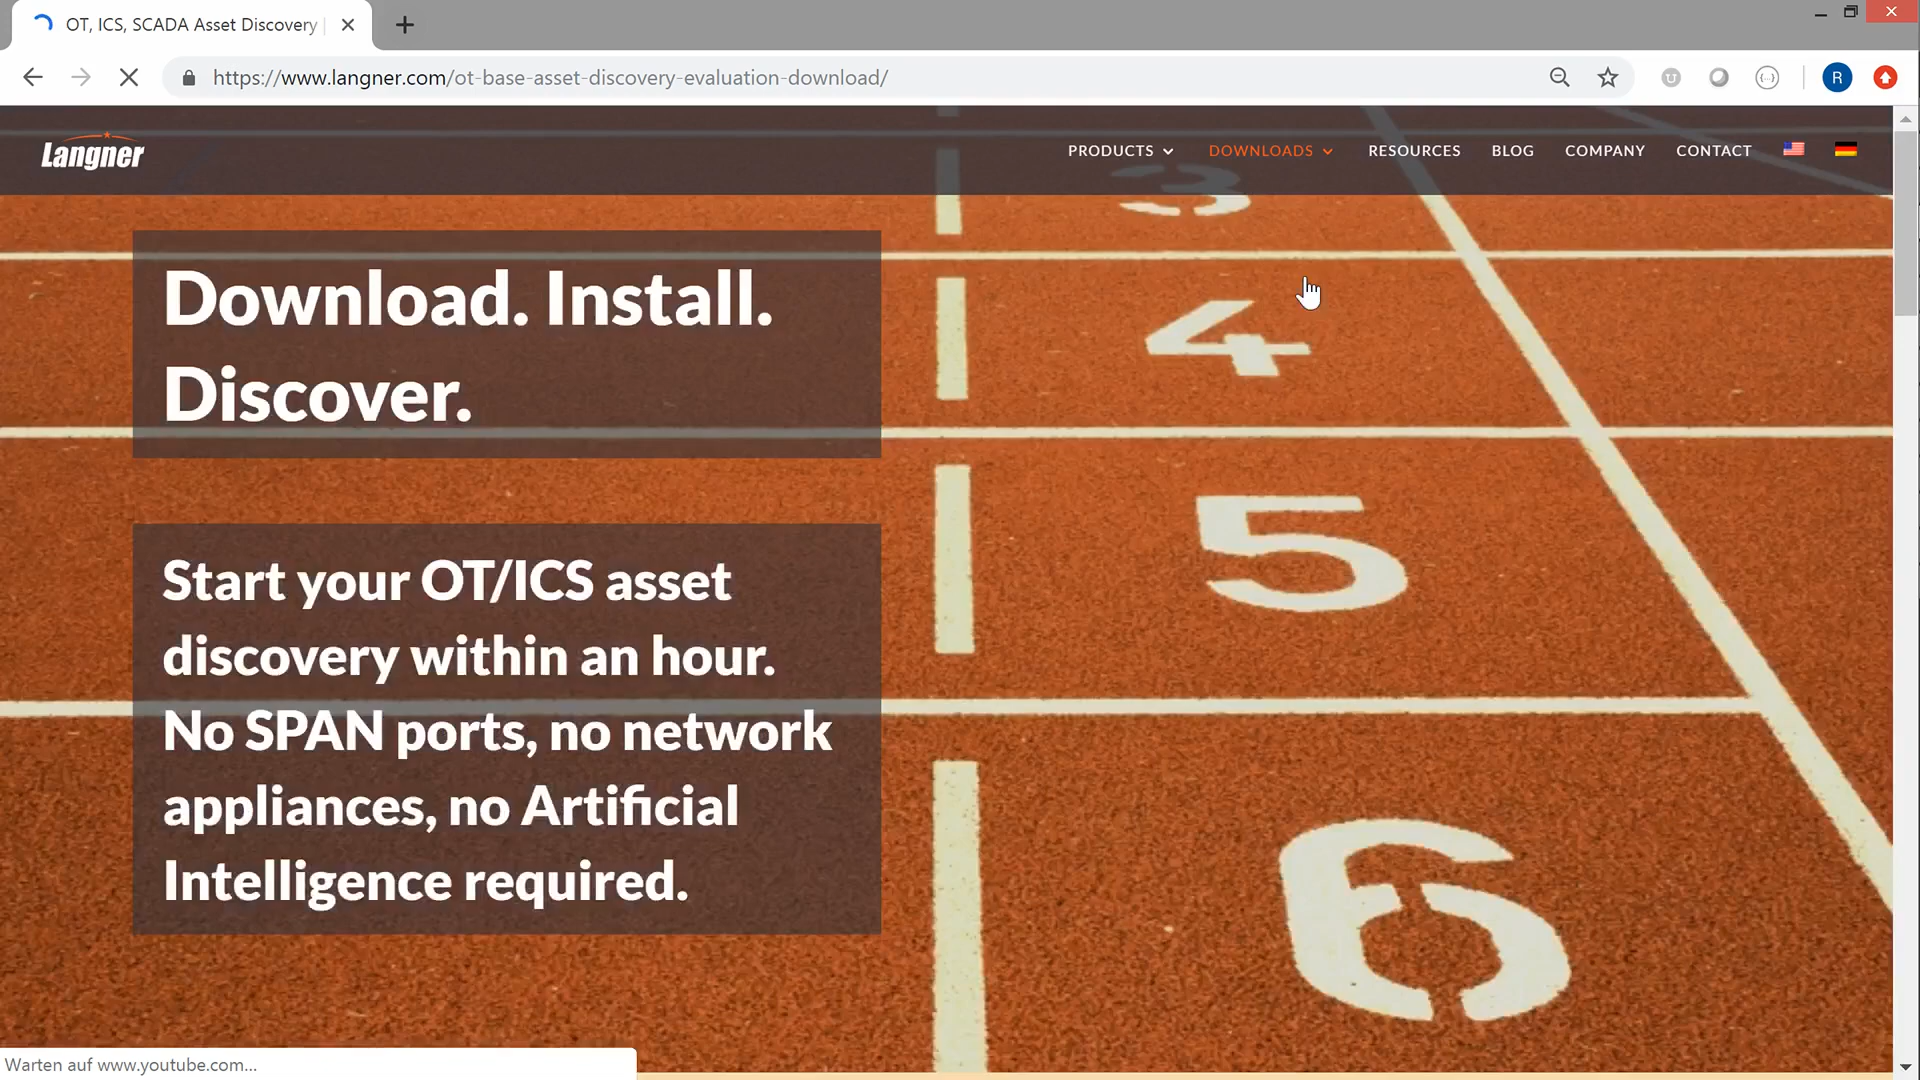 OT, ICS, SCADA Asset Discovery
https://www.langner.com/ot-base-asset-discovery-evaluation-download/
R
Langner
PRODUCTS
DOWNLOADS
RESOURCES
BLOG
COMPANY
CONTACT
3
Download. Install.
Discover.
4
5
Start your OT/ICS asset
discovery within an hour.
No SPAN ports, no network
appliances, no Artificial
Intelligence required.
6
Warten auf www.youtube.com...